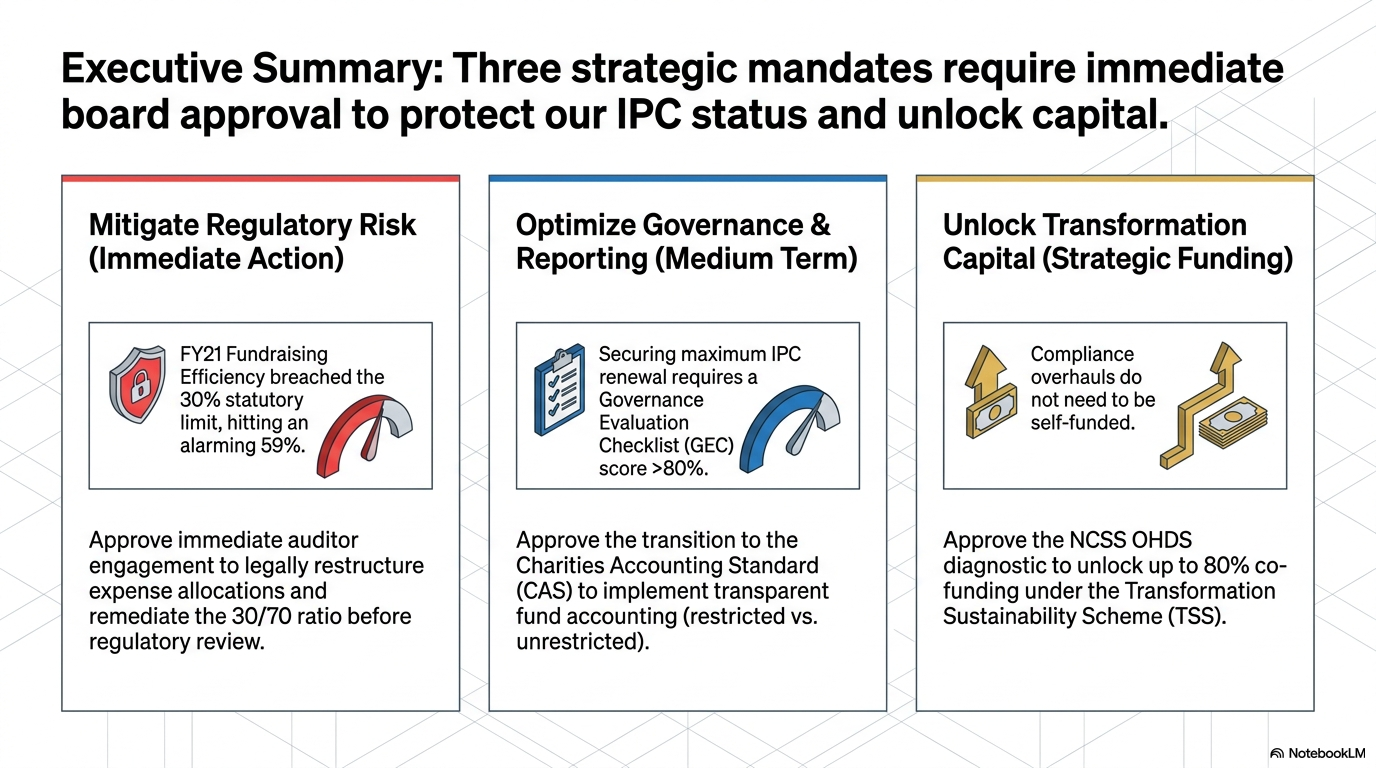 Executive Summary: Three strategic mandates require immediate
board approval to protect our IPC status and unlock capital.
Mitigate Regulatory Risk
(Immediate Action)
FY21 Fundraising
Efficiency breached the
30% statutory
limit, hitting an
alarming 59%.
Approve immediate auditor
engagement to legally restructure
expense allocations and
remediate the 30/70 ratio before
regulatory review.
Optimize Governance &
Reporting (Medium Term)
Securing maximum IPC
renewal requires a
Governance
Evaluation
Checklist (GEC)
score >80%.
Approve the transition to the
Charities Accounting Standard
(CAS) to implement transparent
fund accounting (restricted vs.
unrestricted).
Unlock Transformation
Capital (Strategic Funding)
Compliance
overhauls do
not need to be
self-funded.
Approve the NCSS OHDS
diagnostic to unlock up to 80% co-
funding under the Transformation
Sustainability Scheme (TSS).
NotebookLM